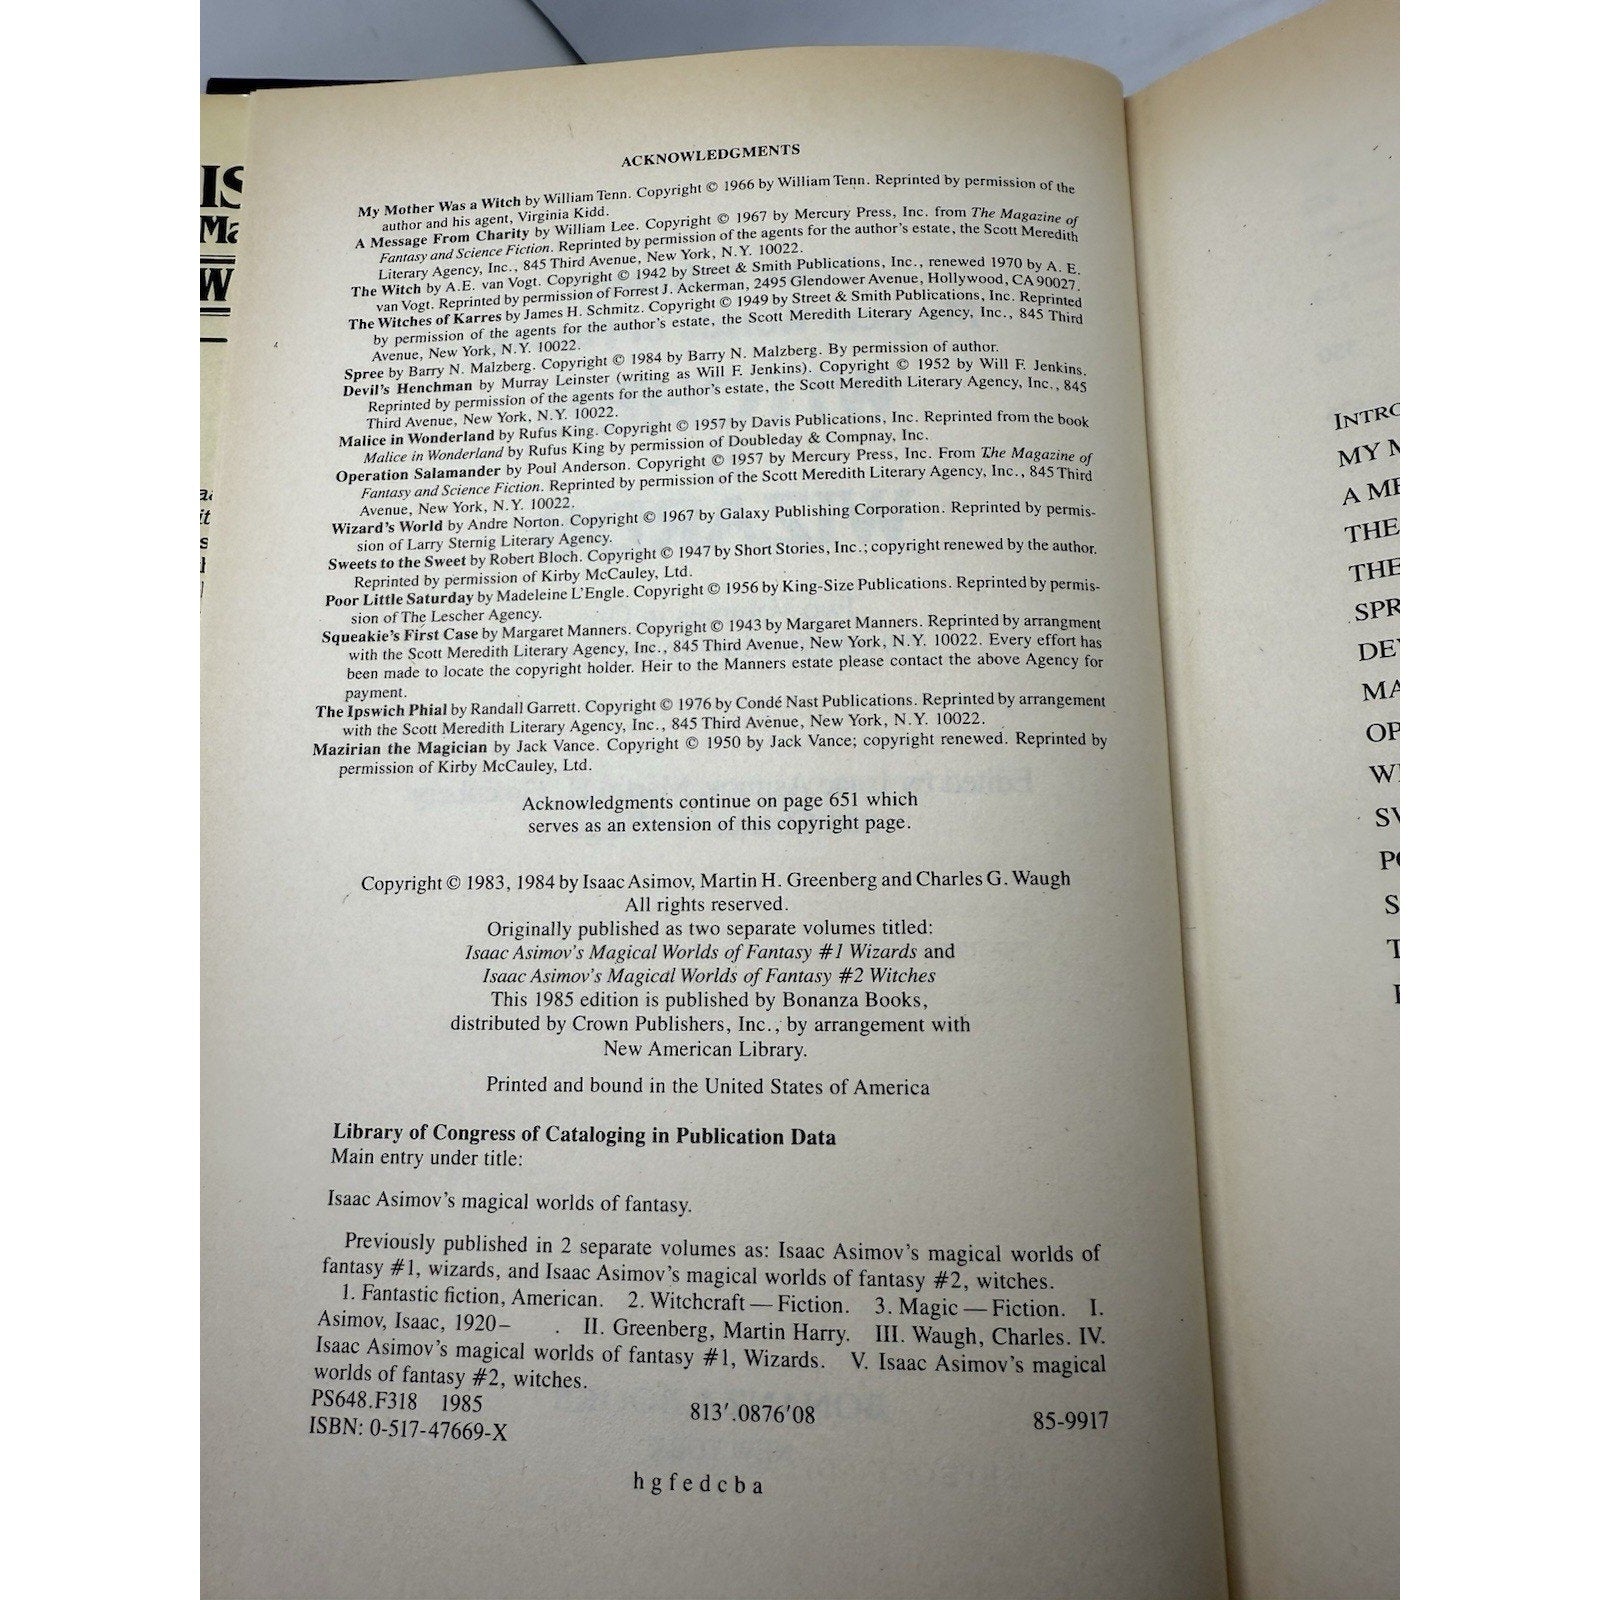 IS
Ma
W
ACKNOWLEDGMENTS
My Mother Was a Witch by William Tenn. Copyright © 1966 by William Tenn. Reprinted by permission of the
author and his agent, Virginia Kidd.
A Message From Charity by William Lee. Copyright © 1967 by Mercury Press, Inc. from The Magazine of
Fantasy and Science Fiction. Reprinted by permission of the agents for the author's estate, the Scott Meredith
Literary Agency, Inc., 845 Third Avenue, New York, N.Y. 10022.
The Witch by A.E. van Vogt. Copyright © 1942 by Street & Smith Publications, Inc., renewed 1970 by A. E.
van Vogt. Reprinted by permission of Forrest J. Ackerman, 2495 Glendower Avenue, Hollywood, CA 90027.
The Witches of Karres by James H. Schmitz. Copyright © 1949 by Street & Smith Publications, Inc. Reprinted
by permission of the agents for the author's estate, the Scott Meredith Literary Agency, Inc., 845 Third
Avenue, New York, N.Y. 10022.
Spree by Barry N. Malzberg. Copyright © 1984 by Barry N. Malzberg. By permission of author.
Devil's Henchman by Murray Leinster (writing as Will F. Jenkins). Copyright © 1952 by Will F. Jenkins.
Reprinted by permission of the agents for the author's estate, the Scott Meredith Literary Agency, Inc., 845
Third Avenue, New York, N.Y. 10022.
Malice in Wonderland by Rufus King. Copyright © 1957 by Davis Publications, Inc. Reprinted from the book
Malice in Wonderland by Rufus King by permission of Doubleday & Compnay, Inc.
Operation Salamander by Poul Anderson. Copyright © 1957 by Mercury Press, Inc. From The Magazine of
Fantasy and Science Fiction. Reprinted by permission of the Scott Meredith Literary Agency, Inc., 845 Third
Avenue, New York, N.Y. 10022.
Wizard's World by Andre Norton. Copyright © 1967 by Galaxy Publishing Corporation. Reprinted by permis-
sion of Larry Sternig Literary Agency.
Sweets to the Sweet by Robert Bloch. Copyright © 1947 by Short Stories, Inc.; copyright renewed by the author.
Reprinted by permission of Kirby McCauley, Ltd.
Poor Little Saturday by Madeleine L'Engle. Copyright © 1956 by King-Size Publications. Reprinted by permis-
sion of The Lescher Agency.
Squeakie's First Case by Margaret Manners. Copyright © 1943 by Margaret Manners. Reprinted by arrangment
with the Scott Meredith Literary Agency, Inc., 845 Third Avenue, New York, N.Y. 10022. Every effort has
been made to locate the copyright holder. Heir to the Manners estate please contact the above Agency for
payment.
The Ipswich Phial by Randall Garrett. Copyright © 1976 by Condé Nast Publications. Reprinted by arrangement
with the Scott Meredith Literary Agency, Inc., 845 Third Avenue, New York, N.Y. 10022.
Mazirian the Magician by Jack Vance. Copyright © 1950 by Jack Vance; copyright renewed. Reprinted by
permission of Kirby McCauley, Ltd.
Acknowledgments continue on page 651 which
serves as an extension of this copyright page.
Copyright © 1983, 1984 by Isaac Asimov, Martin H. Greenberg and Charles G. Waugh
All rights reserved.
Originally published as two separate volumes titled:
Isaac Asimov's Magical Worlds of Fantasy #1 Wizards and
Isaac Asimov's Magical Worlds of Fantasy #2 Witches
This 1985 edition is published by Bonanza Books,
distributed by Crown Publishers, Inc., by arrangement with
New American Library.
Printed and bound in the United States of America
Library of Congress of Cataloging in Publication Data
Main entry under title:
Isaac Asimov's magical worlds of fantasy.
Previously published in 2 separate volumes as: Isaac Asimov's magical worlds of
fantasy #1, wizards, and Isaac Asimov's magical worlds of fantasy #2, witches.
1. Fantastic fiction, American. 2. Witchcraft — Fiction. 3. Magic — Fiction. I.
Asimov, Isaac, 1920– . II. Greenberg, Martin Harry. III. Waugh, Charles. IV.
Isaac Asimov's magical worlds of fantasy #1, Wizards. V. Isaac Asimov's magical
worlds of fantasy #2, witches.
PS648.F318 1985 813'.0876'08 85-9917
ISBN: 0-517-47669-X
h g f e d c b a
INTRO
MY M
A ME
THE
THE
SPR
DEV
MA
OP
WI
SV
PO
S
T